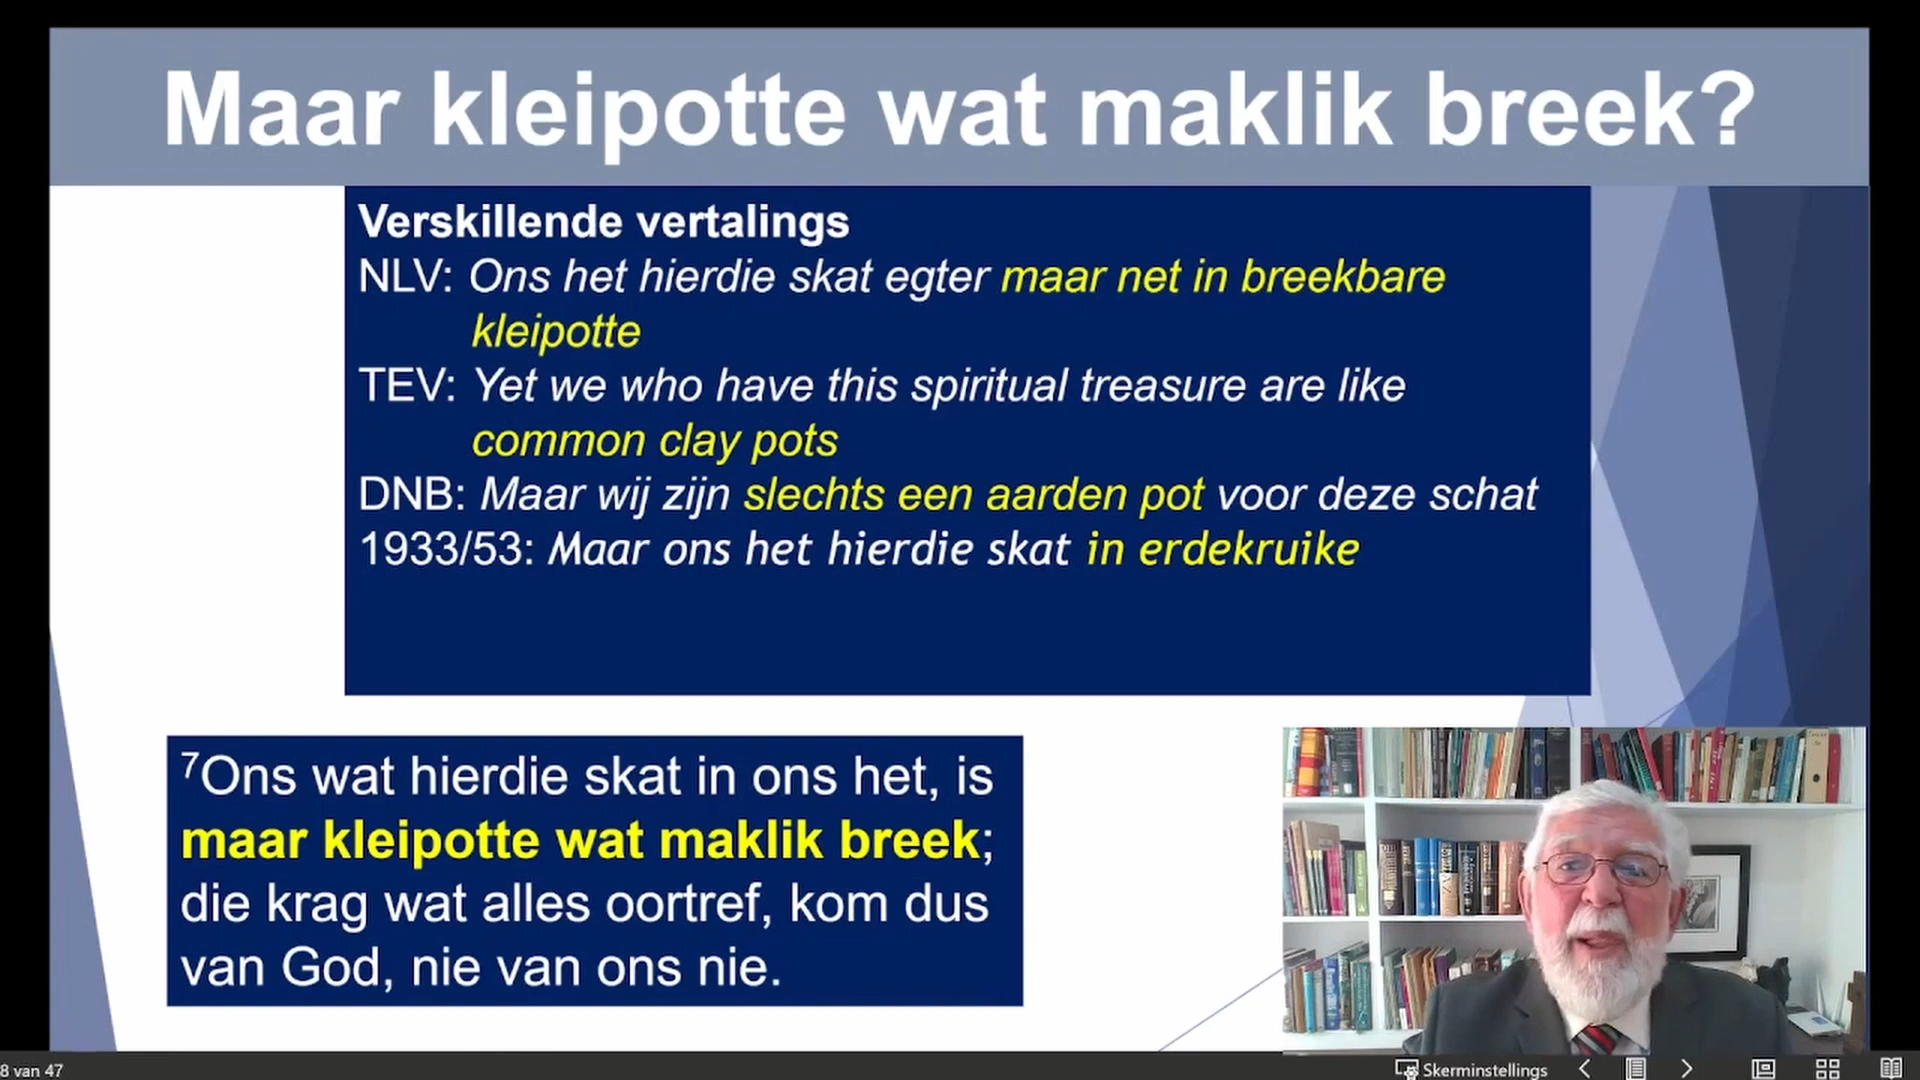 Maar kleipotte wat maklik breek?
Verskillende vertalings
NLV: Ons het hierdie skat egter maar net in breekbare
kleipotte
TEV: Yet we who have this spiritual treasure are like
common clay pots
DNB: Maar wij zijn slechts een aarden pot voor deze schat
1933/53: Maar ons het hierdie skat in erdekruike
⁷Ons wat hierdie skat in ons het, is
maar kleipotte wat maklik breek;
die krag wat alles oortref, kom dus
van God, nie van ons nie.
8 van 47
Skerminstellings